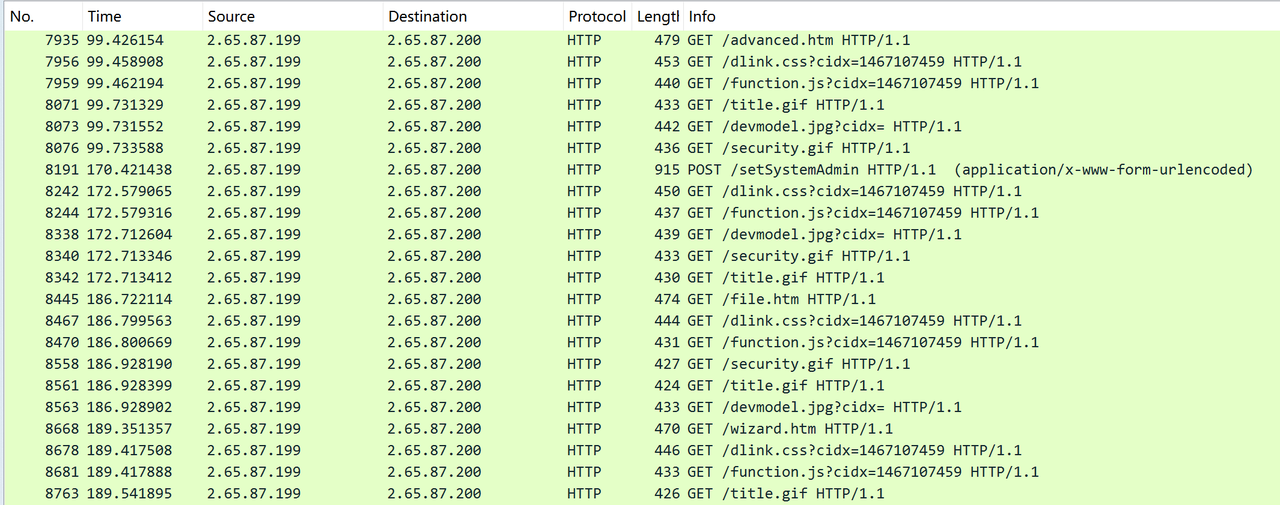 No. Time Source Destination Protocol Lengtl Info
7935 99.426154 2.65.87.199 2.65.87.200 HTTP 479 GET /advanced.htm HTTP/1.1
7956 99.458908 2.65.87.199 2.65.87.200 HTTP 453 GET /dlink.css?cidx=1467107459 HTTP/1.1
7959 99.462194 2.65.87.199 2.65.87.200 HTTP 440 GET /function.js?cidx=1467107459 HTTP/1.1
8071 99.731329 2.65.87.199 2.65.87.200 HTTP 433 GET /title.gif HTTP/1.1
8073 99.731552 2.65.87.199 2.65.87.200 HTTP 442 GET /devmodel.jpg?cidx= HTTP/1.1
8076 99.733588 2.65.87.199 2.65.87.200 HTTP 436 GET /security.gif HTTP/1.1
8191 170.421438 2.65.87.199 2.65.87.200 HTTP 915 POST /setSystemAdmin HTTP/1.1 (application/x-www-form-urlencoded)
8242 172.579065 2.65.87.199 2.65.87.200 HTTP 450 GET /dlink.css?cidx=1467107459 HTTP/1.1
8244 172.579316 2.65.87.199 2.65.87.200 HTTP 437 GET /function.js?cidx=1467107459 HTTP/1.1
8338 172.712604 2.65.87.199 2.65.87.200 HTTP 439 GET /devmodel.jpg?cidx= HTTP/1.1
8340 172.713346 2.65.87.199 2.65.87.200 HTTP 433 GET /security.gif HTTP/1.1
8342 172.713412 2.65.87.199 2.65.87.200 HTTP 430 GET /title.gif HTTP/1.1
8445 186.722114 2.65.87.199 2.65.87.200 HTTP 474 GET /file.htm HTTP/1.1
8467 186.799563 2.65.87.199 2.65.87.200 HTTP 444 GET /dlink.css?cidx=1467107459 HTTP/1.1
8470 186.800669 2.65.87.199 2.65.87.200 HTTP 431 GET /function.js?cidx=1467107459 HTTP/1.1
8558 186.928190 2.65.87.199 2.65.87.200 HTTP 427 GET /security.gif HTTP/1.1
8561 186.928399 2.65.87.199 2.65.87.200 HTTP 424 GET /title.gif HTTP/1.1
8563 186.928902 2.65.87.199 2.65.87.200 HTTP 433 GET /devmodel.jpg?cidx= HTTP/1.1
8668 189.351357 2.65.87.199 2.65.87.200 HTTP 470 GET /wizard.htm HTTP/1.1
8678 189.417508 2.65.87.199 2.65.87.200 HTTP 446 GET /dlink.css?cidx=1467107459 HTTP/1.1
8681 189.417888 2.65.87.199 2.65.87.200 HTTP 433 GET /function.js?cidx=1467107459 HTTP/1.1
8763 189.541895 2.65.87.199 2.65.87.200 HTTP 426 GET /title.gif HTTP/1.1